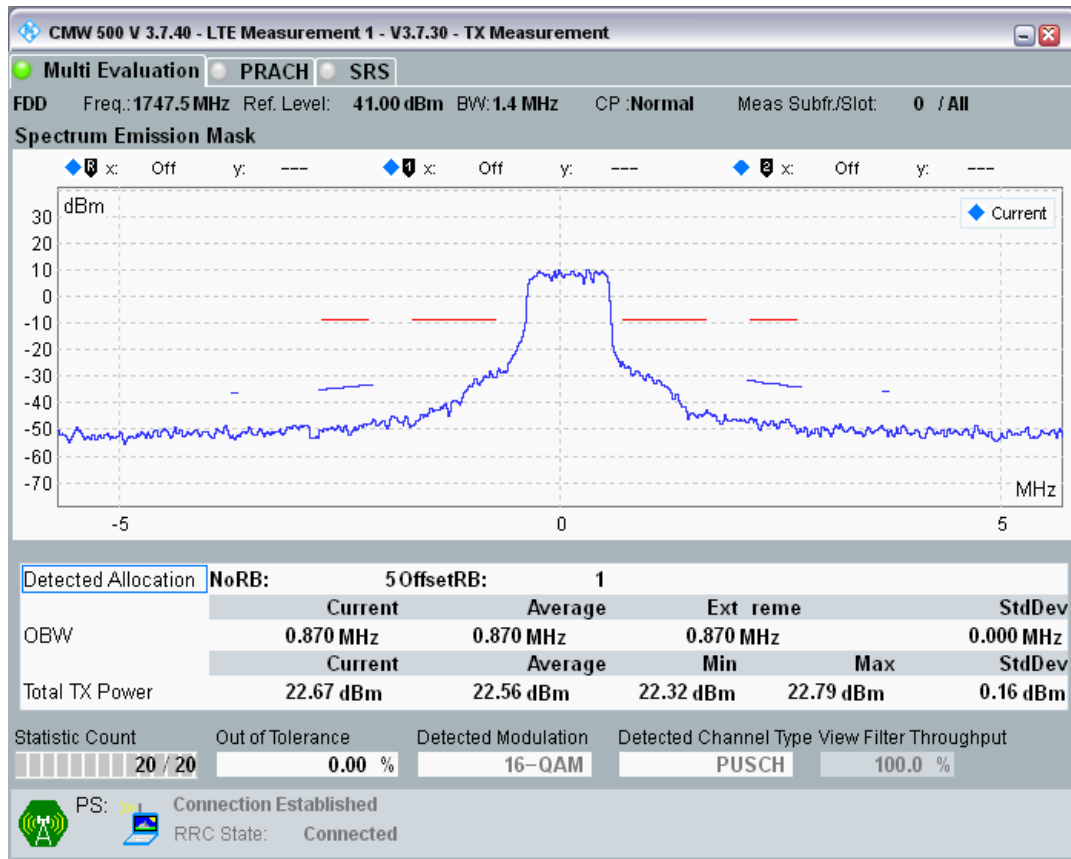 CMW 500 V 3.7.40 - LTE Measurement 1 - V3.7.30 - TX Measurement
Multi Evaluation PRACH SRS
FDD Freq.: 1747.5 MHz Ref. Level: 41.00 dBm BW: 1.4 MHz CP : Normal Meas Subfr./Slot: 0 / All
Spectrum Emission Mask
R x: Off y: --- 1 x: Off y: --- 2 x: Off y: ---
dBm
Current
30
20
10
0
-10
-20
-30
-40
-50
-60
-70
MHz
-5 0 5
Detected Allocation NoRB: 5 OffsetRB: 1
Current Average Ext reme StdDev
OBW 0.870 MHz 0.870 MHz 0.870 MHz 0.000 MHz
Current Average Min Max StdDev
Total TX Power 22.67 dBm 22.56 dBm 22.32 dBm 22.79 dBm 0.16 dBm
Statistic Count Out of Tolerance Detected Modulation Detected Channel Type View Filter Throughput
20 / 20 0.00 % 16-QAM PUSCH 100.0 %
PS: Connection Established
RRC State: Connected